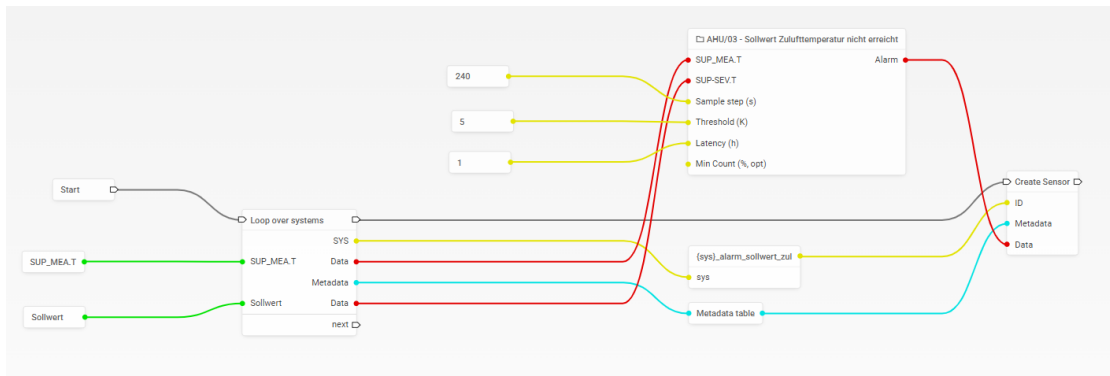 AHU/03 - Sollwert Zulufttemperatur nicht erreicht
SUP_MEA.T Alarm
SUP-SEV.T
Sample step (s)
Threshold (K)
Latency (h)
Min Count (%, opt)
240
5
1
Start
SUP_MEA.T
Sollwert
Loop over systems
SYS
SUP_MEA.T Data
Metadata
Sollwert Data
next
{sys}_alarm_sollwert_zul
sys
Metadata table
Create Sensor
ID
Metadata
Data